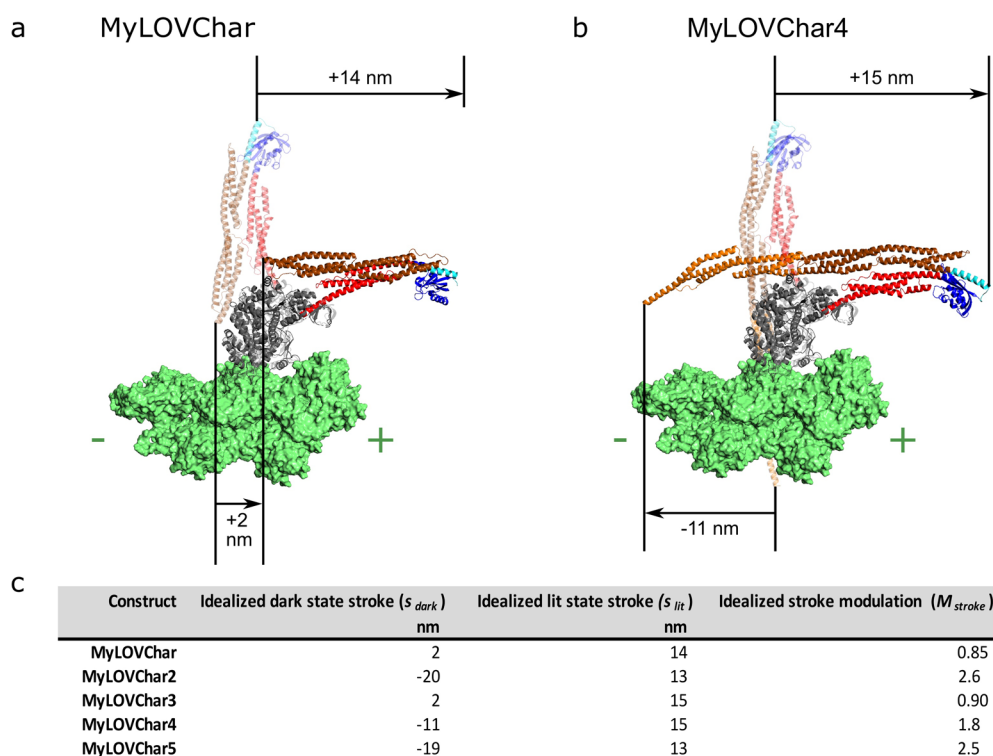 a MyLOVChar
b MyLOVChar4
+14 nm
+15 nm
- +
- +
+2
nm
-11 nm
c
Construct Idealized dark state stroke (s dark) Idealized lit state stroke (s lit) Idealized stroke modulation (M stroke)
nm nm
MyLOVChar 2 14 0.85
MyLOVChar2 -20 13 2.6
MyLOVChar3 2 15 0.90
MyLOVChar4 -11 15 1.8
MyLOVChar5 -19 13 2.5